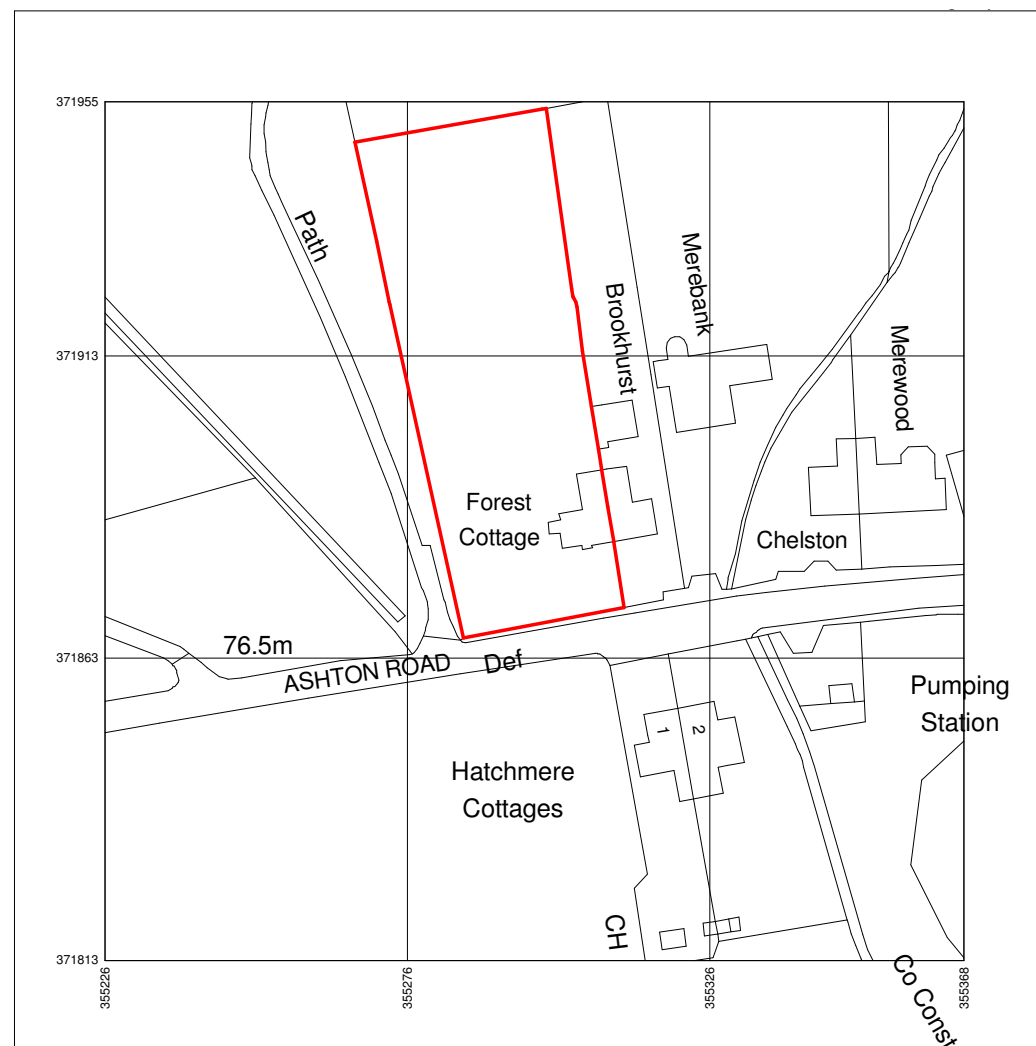 371955
Path
Merebank
Brookhurst
Merewood
371913
Forest
Cottage
Chelston
76.5m
371863
ASHTON ROAD
Def
Pumping
Station
1
2
Hatchmere
Cottages
CH
371813
Co Const
355226
355276
355326
355368